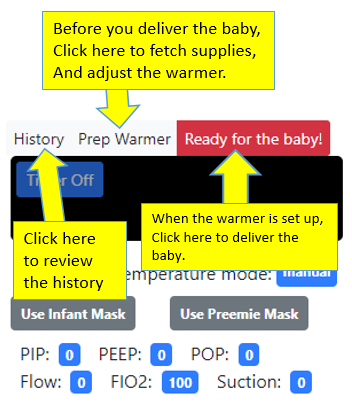 Before you deliver the baby,
Click here to fetch supplies,
And adjust the warmer.
History Prep Warmer Ready for the baby!
Off
When the warmer is set up,
Click here to deliver the
baby.
Click here
to review
the history
mode: manual
Use Infant Mask Use Preemie Mask
PIP: 0 PEEP: 0 POP: 0
Flow: 0 FIO2: 100 Suction: 0